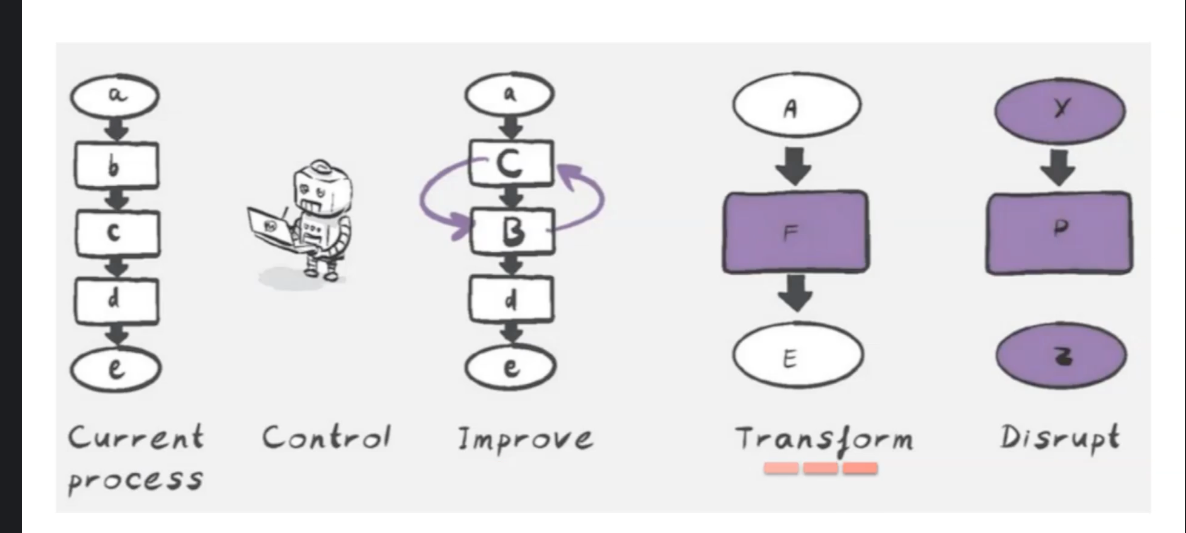 a
b
c
d
e
Current
process
Control
a
C
B
d
e
Improve
A
F
E
Transform
X
P
Z
Disrupt